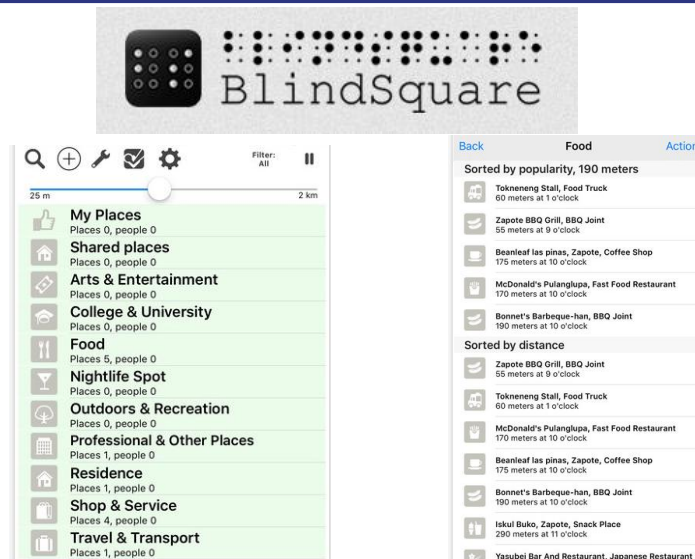 BlindSquare
Filter:
All
25 m
2 km
My Places
Places 0, people 0
Shared places
Places 0, people 0
Arts & Entertainment
Places 0, people 0
College & University
Places 0, people 0
Food
Places 5, people 0
Nightlife Spot
Places 0, people 0
Outdoors & Recreation
Places 0, people 0
Professional & Other Places
Places 1, people 0
Residence
Places 1, people 0
Shop & Service
Places 4, people 0
Travel & Transport
Places 1, people 0
Back
Food
Action
Sorted by popularity, 190 meters
Tokneneng Stall, Food Truck
60 meters at 1 o'clock
Zapote BBQ Grill, BBQ Joint
55 meters at 9 o'clock
Beanleaf las pinas, Zapote, Coffee Shop
175 meters at 10 o'clock
McDonald's Pulanglupa, Fast Food Restaurant
170 meters at 10 o'clock
Bonnet's Barbeque-han, BBQ Joint
190 meters at 10 o'clock
Sorted by distance
Zapote BBQ Grill, BBQ Joint
55 meters at 9 o'clock
Tokneneng Stall, Food Truck
60 meters at 1 o'clock
McDonald's Pulanglupa, Fast Food Restaurant
170 meters at 10 o'clock
Beanleaf las pinas, Zapote, Coffee Shop
175 meters at 10 o'clock
Bonnet's Barbeque-han, BBQ Joint
190 meters at 10 o'clock
Iskul Buko, Zapote, Snack Place
290 meters at 11 o'clock
Yasubei Bar And Restaurant, Japanese Restaurant